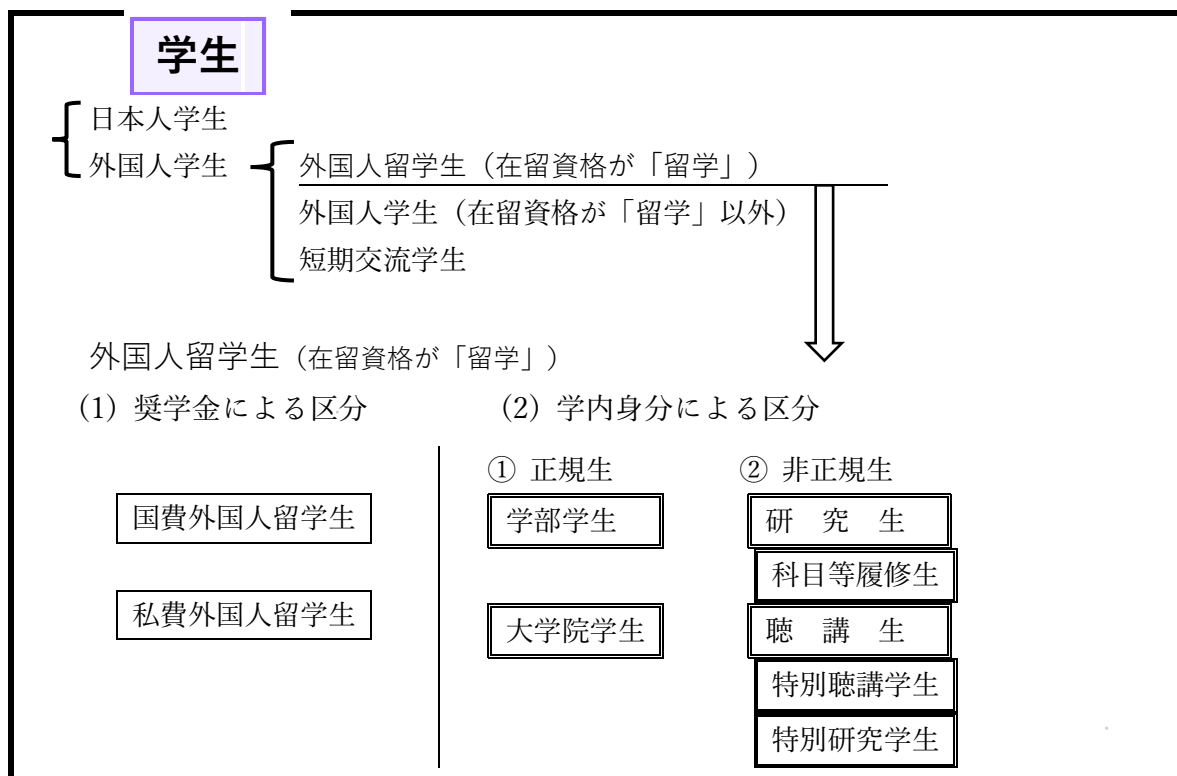 学生
日本人学生
外国人学生
外国人留学生（在留資格が「留学」）
外国人学生（在留資格が「留学」以外）
短期交流学生
外国人留学生（在留資格が「留学」）
(1) 奨学金による区分
(2) 学内身分による区分
① 正規生
② 非正規生
国費外国人留学生
学部学生
研　究　生
科目等履修生
私費外国人留学生
大学院学生
聴　講　生
特別聴講学生
特別研究学生